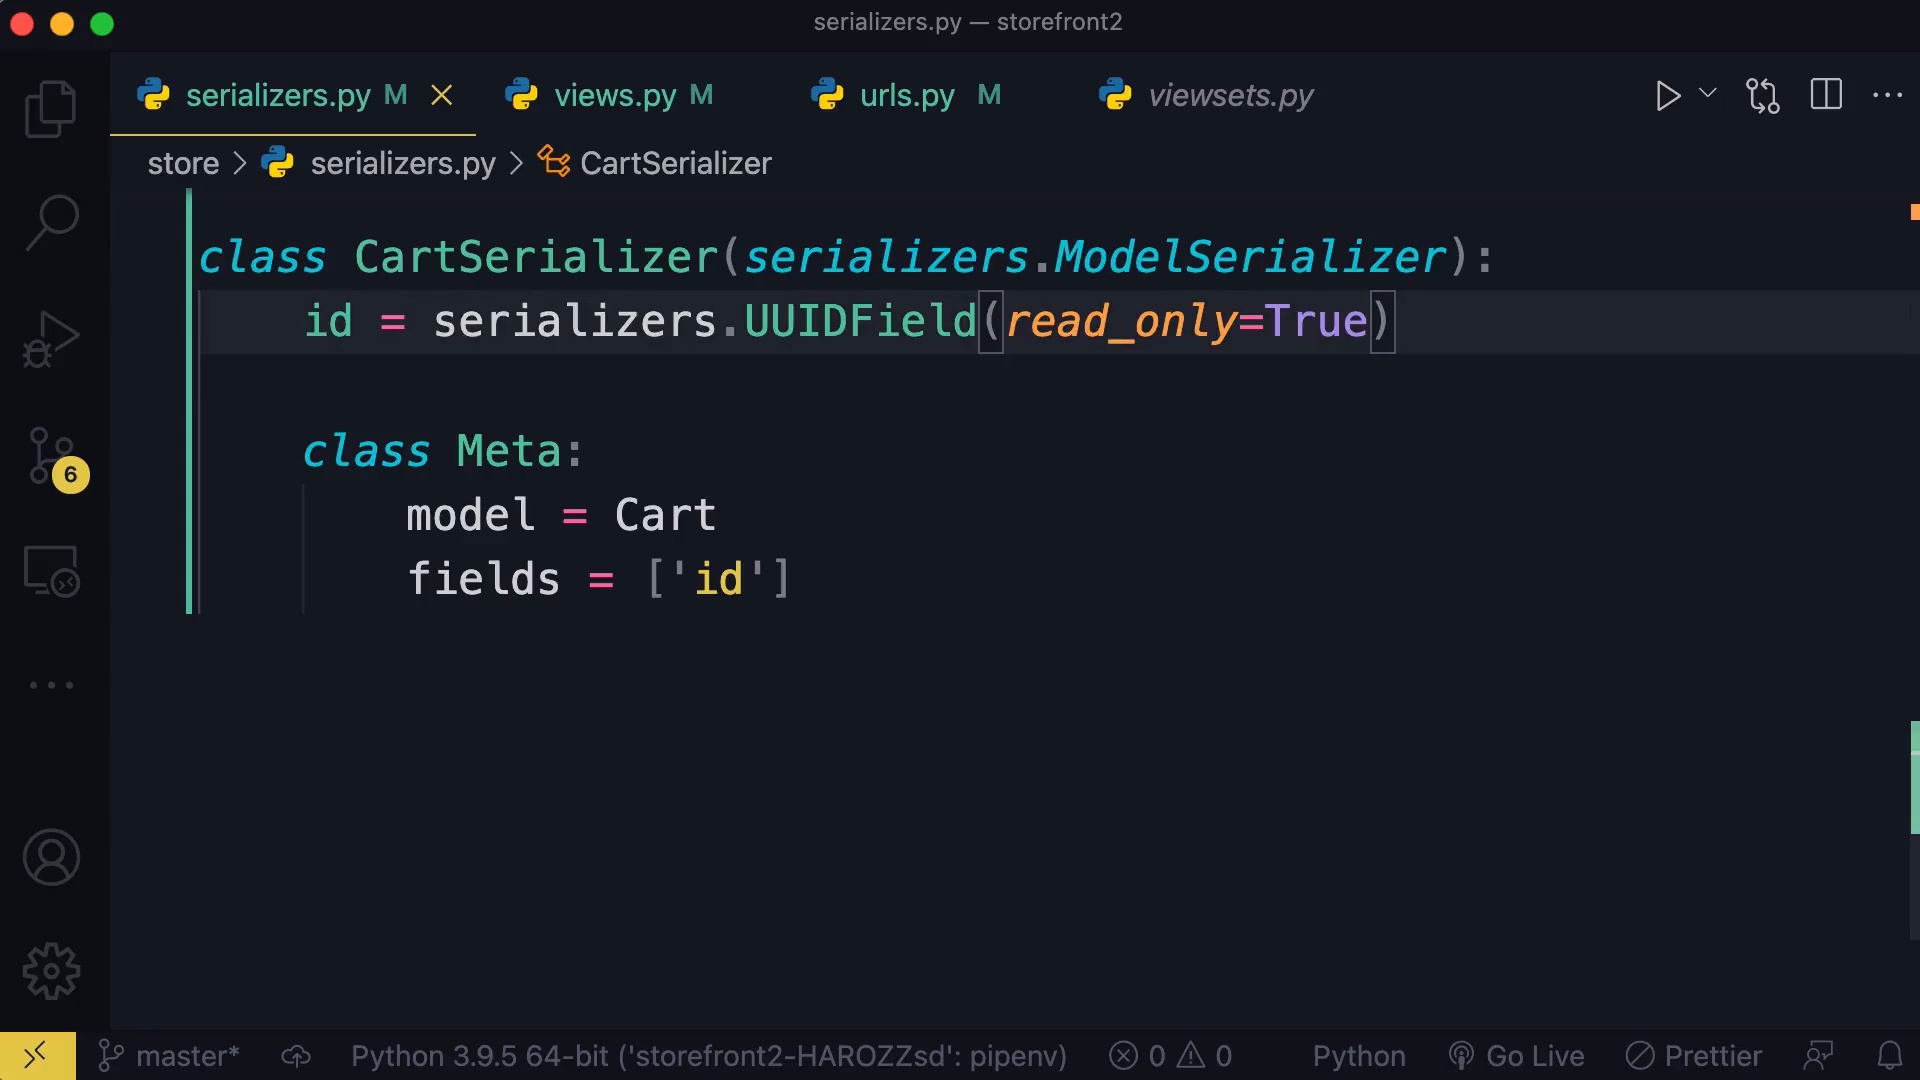 serializers.py — storefront2
serializers.py M views.py M urls.py M viewsets.py
store > serializers.py > CartSerializer
class CartSerializer(serializers.ModelSerializer):
    id = serializers.UUIDField(read_only=True)
    class Meta:
        model = Cart
        fields = ['id']
6
master* Python 3.9.5 64-bit ('storefront2-HAROZZsd': pipenv) 0 0 Python Go Live Prettier